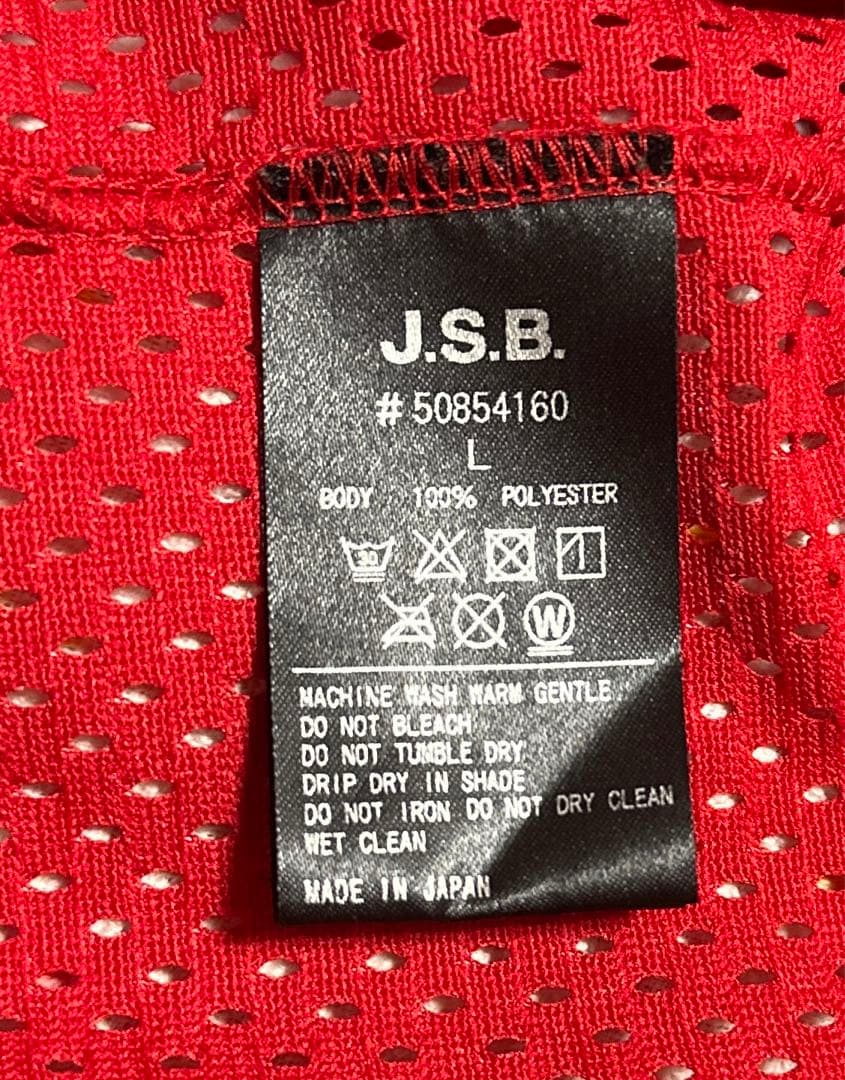 J.S.B.
# 50854160
L
BODY 100% POLYESTER
30
W
MACHINE WASH WARM GENTLE
DO NOT BLEACH
DO NOT TUMBLE DRY
DRIP DRY IN SHADE
DO NOT IRON DO NOT DRY CLEAN
WET CLEAN
MADE IN JAPAN